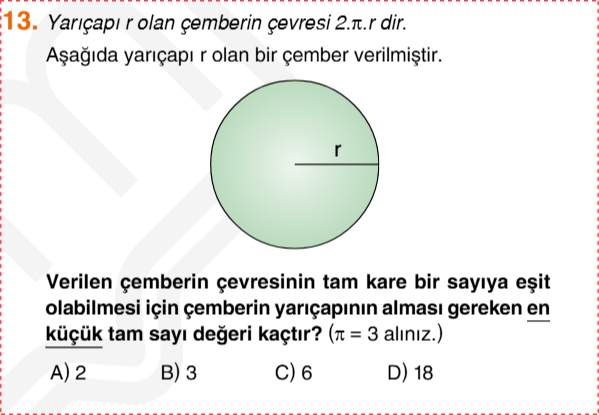 13. Yarıçapı r olan çemberin çevresi 2.π.r dir.
Aşağıda yarıçapı r olan bir çember verilmiştir.
r
Verilen çemberin çevresinin tam kare bir sayıya eşit
olabilmesi için çemberin yarıçapının alması gereken en
küçük tam sayı değeri kaçtır? (π = 3 alınız.)
A) 2 B) 3 C) 6 D) 18